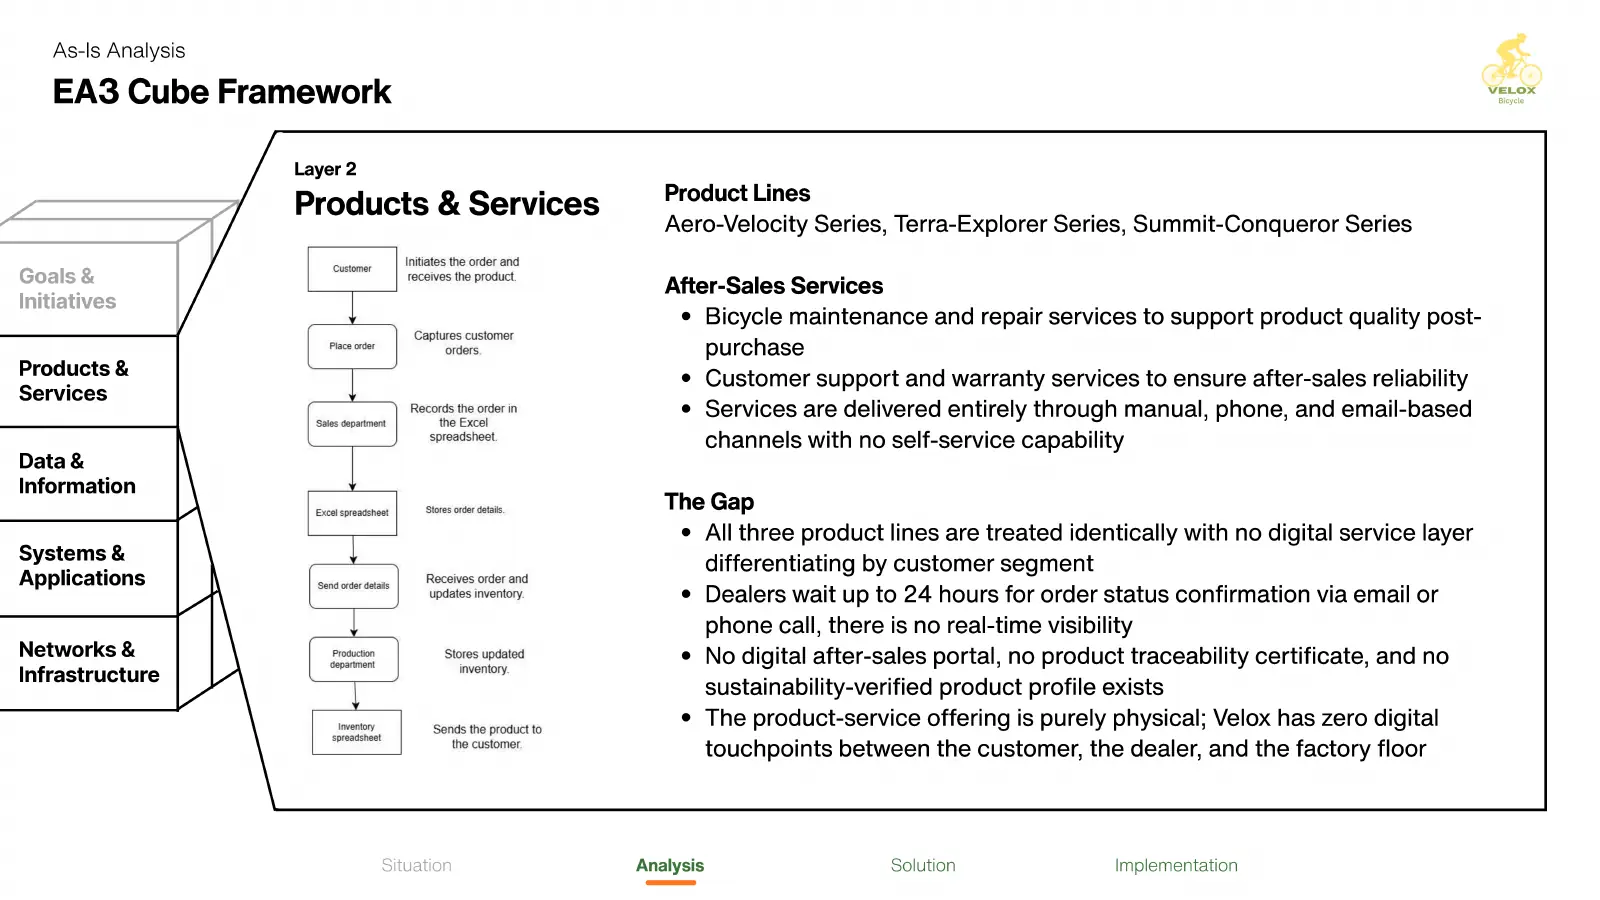 As-Is Analysis
EA3 Cube Framework
VELOX
Bicycle
Goals &
Initiatives
Products &
Services
Data &
Information
Systems &
Applications
Networks &
Infrastructure
Layer 2
Products & Services
Customer
Initiates the order and
receives the product.
Place order
Captures customer
orders.
Sales department
Records the order in
the Excel
spreadsheet.
Excel spreadsheet
Stores order details.
Send order details
Receives order and
updates inventory.
Production
department
Stores updated
inventory.
Inventory
spreadsheet
Sends the product to
the customer.
Product Lines
Aero-Velocity Series, Terra-Explorer Series, Summit-Conqueror Series
After-Sales Services
• Bicycle maintenance and repair services to support product quality post-
purchase
• Customer support and warranty services to ensure after-sales reliability
• Services are delivered entirely through manual, phone, and email-based
channels with no self-service capability
The Gap
• All three product lines are treated identically with no digital service layer
differentiating by customer segment
• Dealers wait up to 24 hours for order status confirmation via email or
phone call, there is no real-time visibility
• No digital after-sales portal, no product traceability certificate, and no
sustainability-verified product profile exists
• The product-service offering is purely physical; Velox has zero digital
touchpoints between the customer, the dealer, and the factory floor
Situation
Analysis
Solution
Implementation